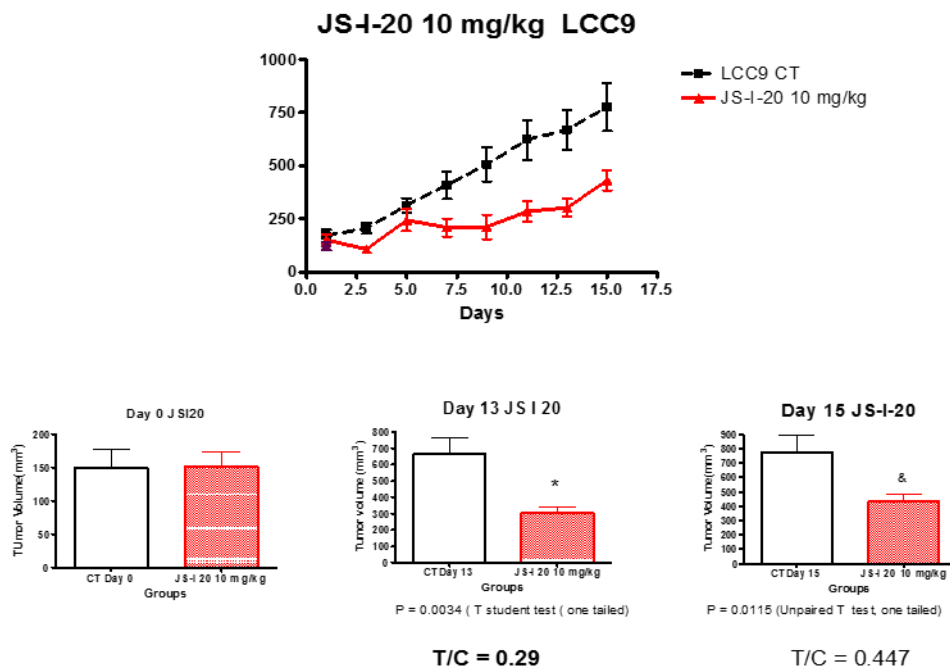 JS-I-20 10 mg/kg LCC9
1000
750
500
250
0
0.0 2.5 5.0 7.5 10.0 12.5 15.0 17.5
Days
LCC9 CT
JS-I-20 10 mg/kg
Day 0 JSI20
200
150
100
50
0
TUmor Volume(mm3)
CT Day 0 JS-I 20 10 mg/kg
Groups
Day 13 JS I 20
800
700
600
500
400
300
200
100
0
Tumor volume(mm3)
*
CT Day 13 JS-I 20 10 mg/kg
Groups
P = 0.0034 ( T student test ( one tailed)
T/C = 0.29
Day 15 JS-I-20
900
800
700
600
500
400
300
200
100
0
Tumor Volume(mm3)
&
CT Day 15 JS-I 20 10 mg/kg
Groups
P = 0.0115 (Unpaired T test, one tailed)
T/C = 0.447